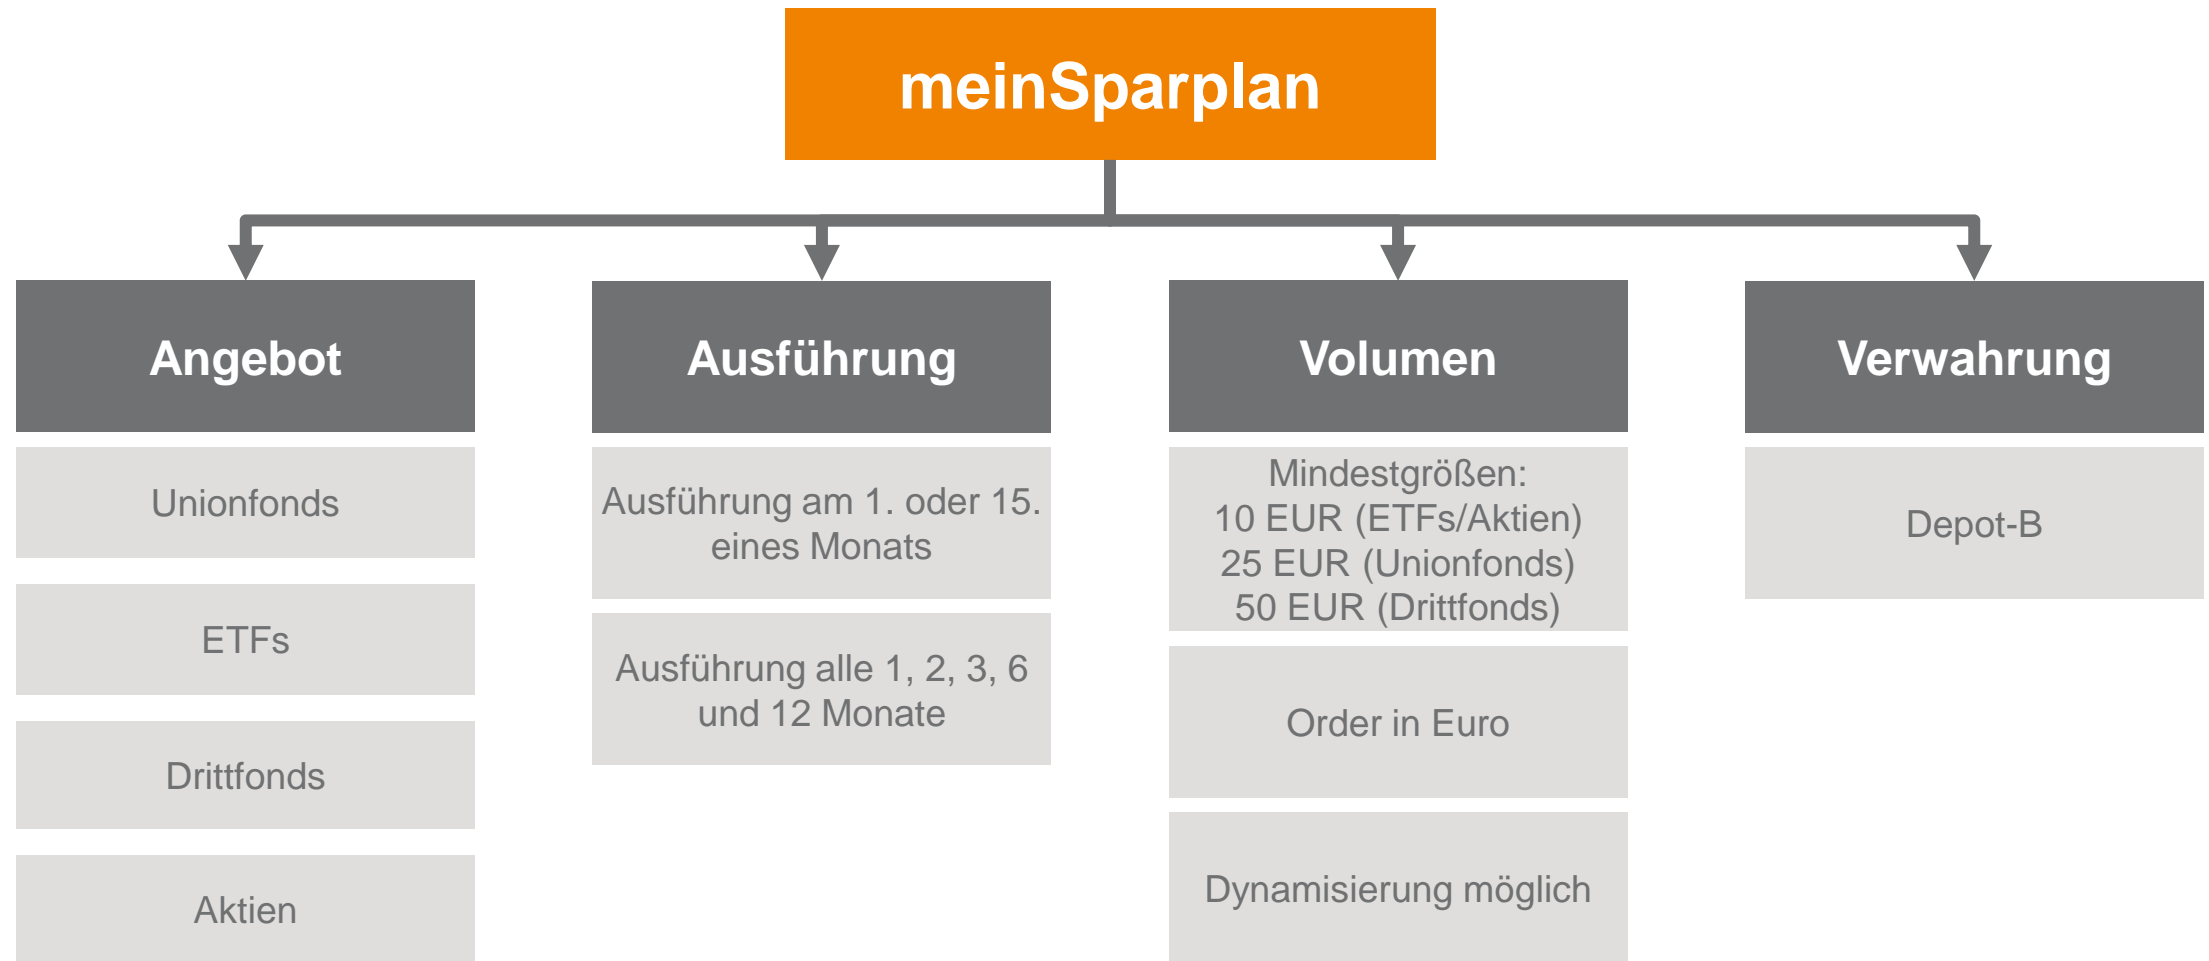 meinSparplan
Angebot
Unionfonds
ETFs
Drittfonds
Aktien
Ausführung
Ausführung am 1. oder 15.
eines Monats
Ausführung alle 1, 2, 3, 6
und 12 Monate
Volumen
Mindestgrößen:
10 EUR (ETFs/Aktien)
25 EUR (Unionfonds)
50 EUR (Drittfonds)
Order in Euro
Dynamisierung möglich
Verwahrung
Depot-B